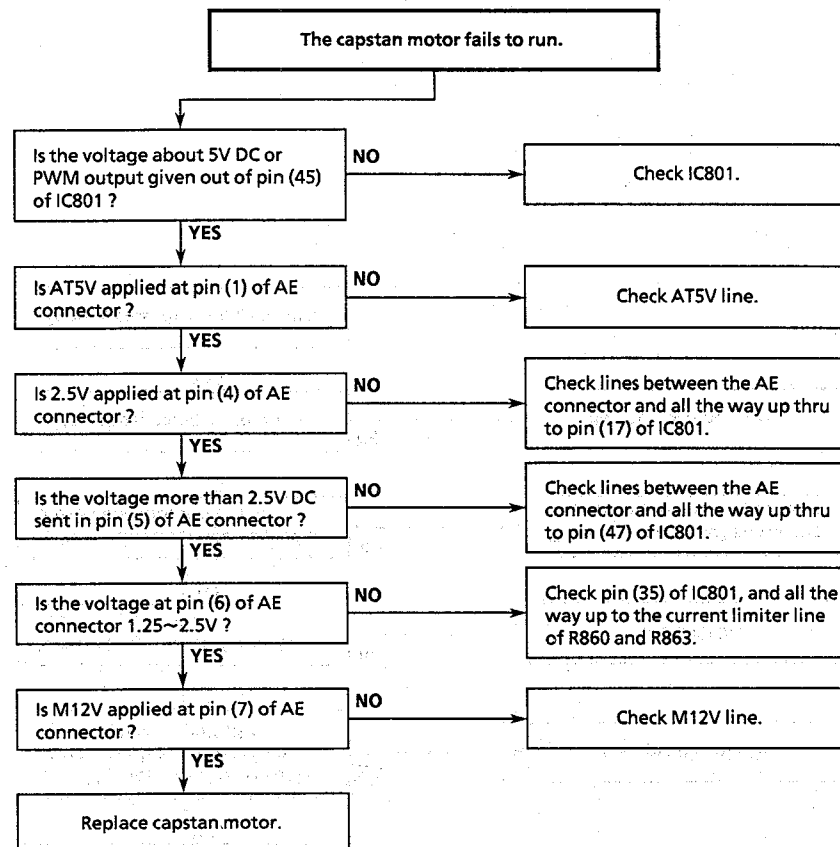 The capstan motor fails to run.
Is the voltage about 5V DC or
PWM output given out of pin (45)
of IC801 ?
NO
Check IC801.
YES
Is AT5V applied at pin (1) of AE
connector ?
NO
Check AT5V line.
YES
Is 2.5V applied at pin (4) of AE
connector ?
NO
Check lines between the AE
connector and all the way up thru
to pin (17) of IC801.
YES
Is the voltage more than 2.5V DC
sent in pin (5) of AE connector ?
NO
Check lines between the AE
connector and all the way up thru
to pin (47) of IC801.
YES
Is the voltage at pin (6) of AE
connector 1.25~2.5V ?
NO
Check pin (35) of IC801, and all the
way up to the current limiter line
of R860 and R863.
YES
Is M12V applied at pin (7) of AE
connector ?
NO
Check M12V line.
YES
Replace capstan motor.